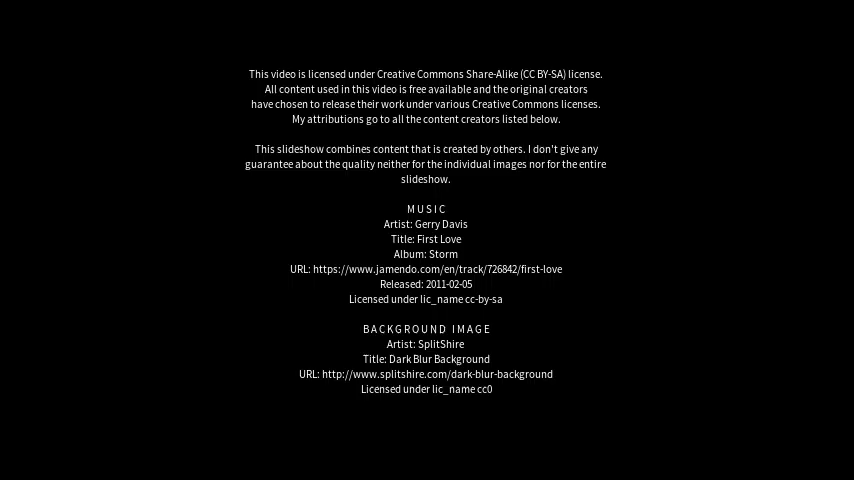 This video is licensed under Creative Commons Share-Alike (CC BY-SA) license.
All content used in this video is free available and the original creators
have chosen to release their work under various Creative Commons licenses.
My attributions go to all the content creators listed below.
This slideshow combines content that is created by others. I don't give any
guarantee about the quality neither for the individual images nor for the entire
slideshow.
MUSIC
Artist: Gerry Davis
Title: First Love
Album: Storm
URL: https://www.jamendo.com/en/track/726842/first-love
Released: 2011-02-05
Licensed under lic_name cc-by-sa
BACKGROUND IMAGE
Artist: SplitShire
Title: Dark Blur Background
URL: http://www.splitshire.com/dark-blur-background
Licensed under lic_name cc0